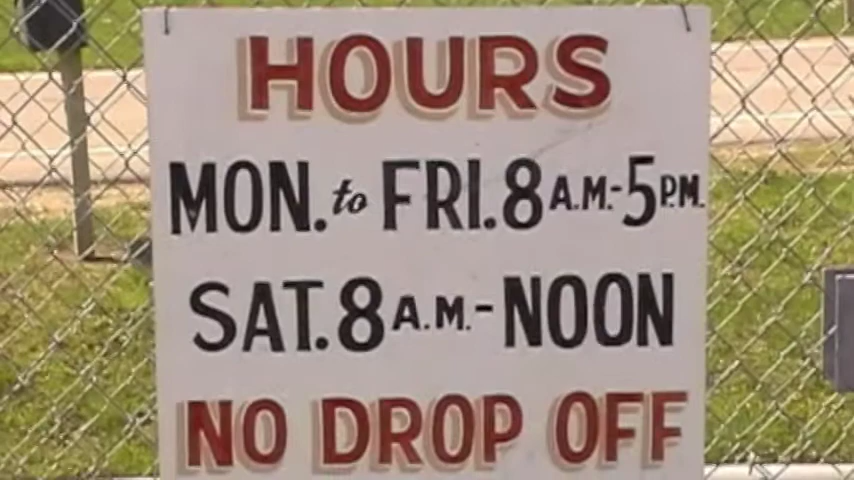 HOURS
MON. to FRI. 8 A.M.-5 P.M.
SAT. 8 A.M.-NOON
NO DROP OFF